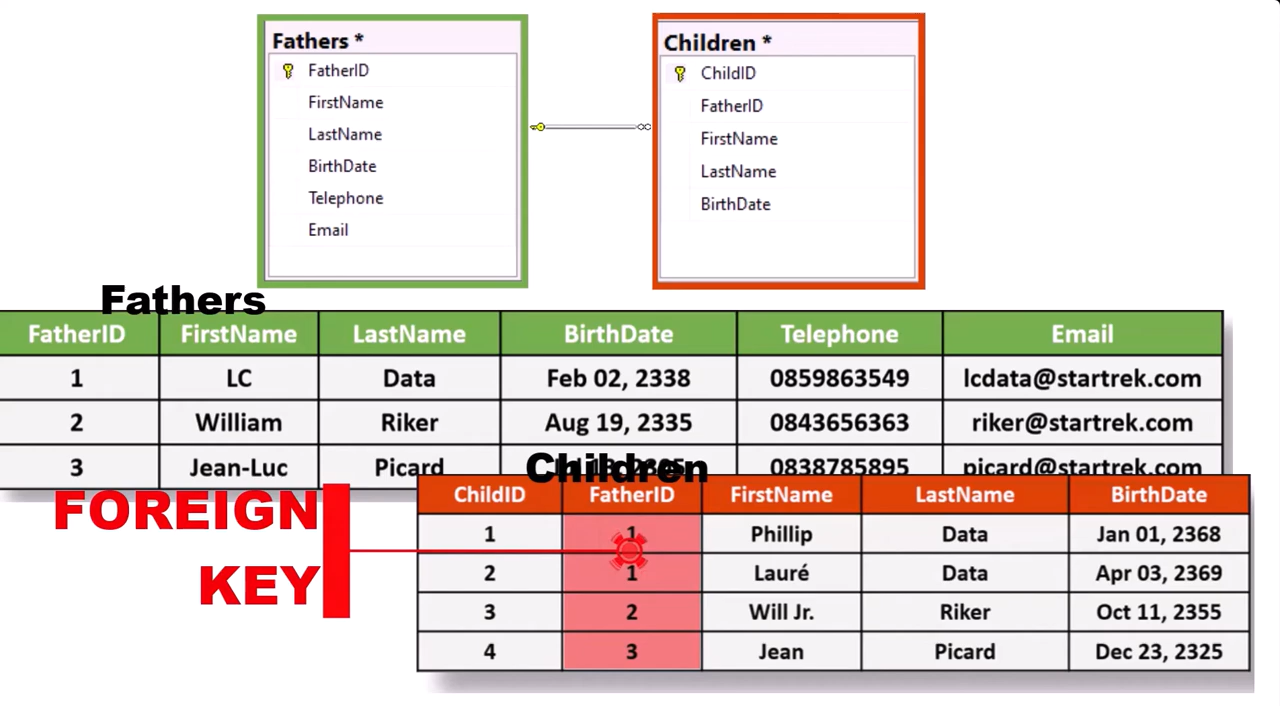 Fathers *
FatherID
FirstName
LastName
BirthDate
Telephone
Email
Children *
ChildID
FatherID
FirstName
LastName
BirthDate
Fathers
FatherID FirstName LastName BirthDate Telephone Email
1 LC Data Feb 02, 2338 0859863549 lcdata@startrek.com
2 William Riker Aug 19, 2335 0843656363 riker@startrek.com
3 Jean-Luc Picard 0838785895 picard@startrek.com
Children
ChildID FatherID FirstName LastName BirthDate
1 1 Phillip Data Jan 01, 2368
2 1 Lauré Data Apr 03, 2369
3 2 Will Jr. Riker Oct 11, 2355
4 3 Jean Picard Dec 23, 2325
FOREIGN
KEY